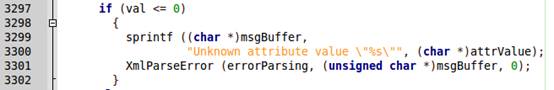 3297 if (val <= 0)
3298 {
3299 sprintf ((char *)msgBuffer,
3300 "Unknown attribute value \"%s\"", (char *)attrValue);
3301 XmlParseError (errorParsing, (unsigned char *)msgBuffer, 0);
3302 }